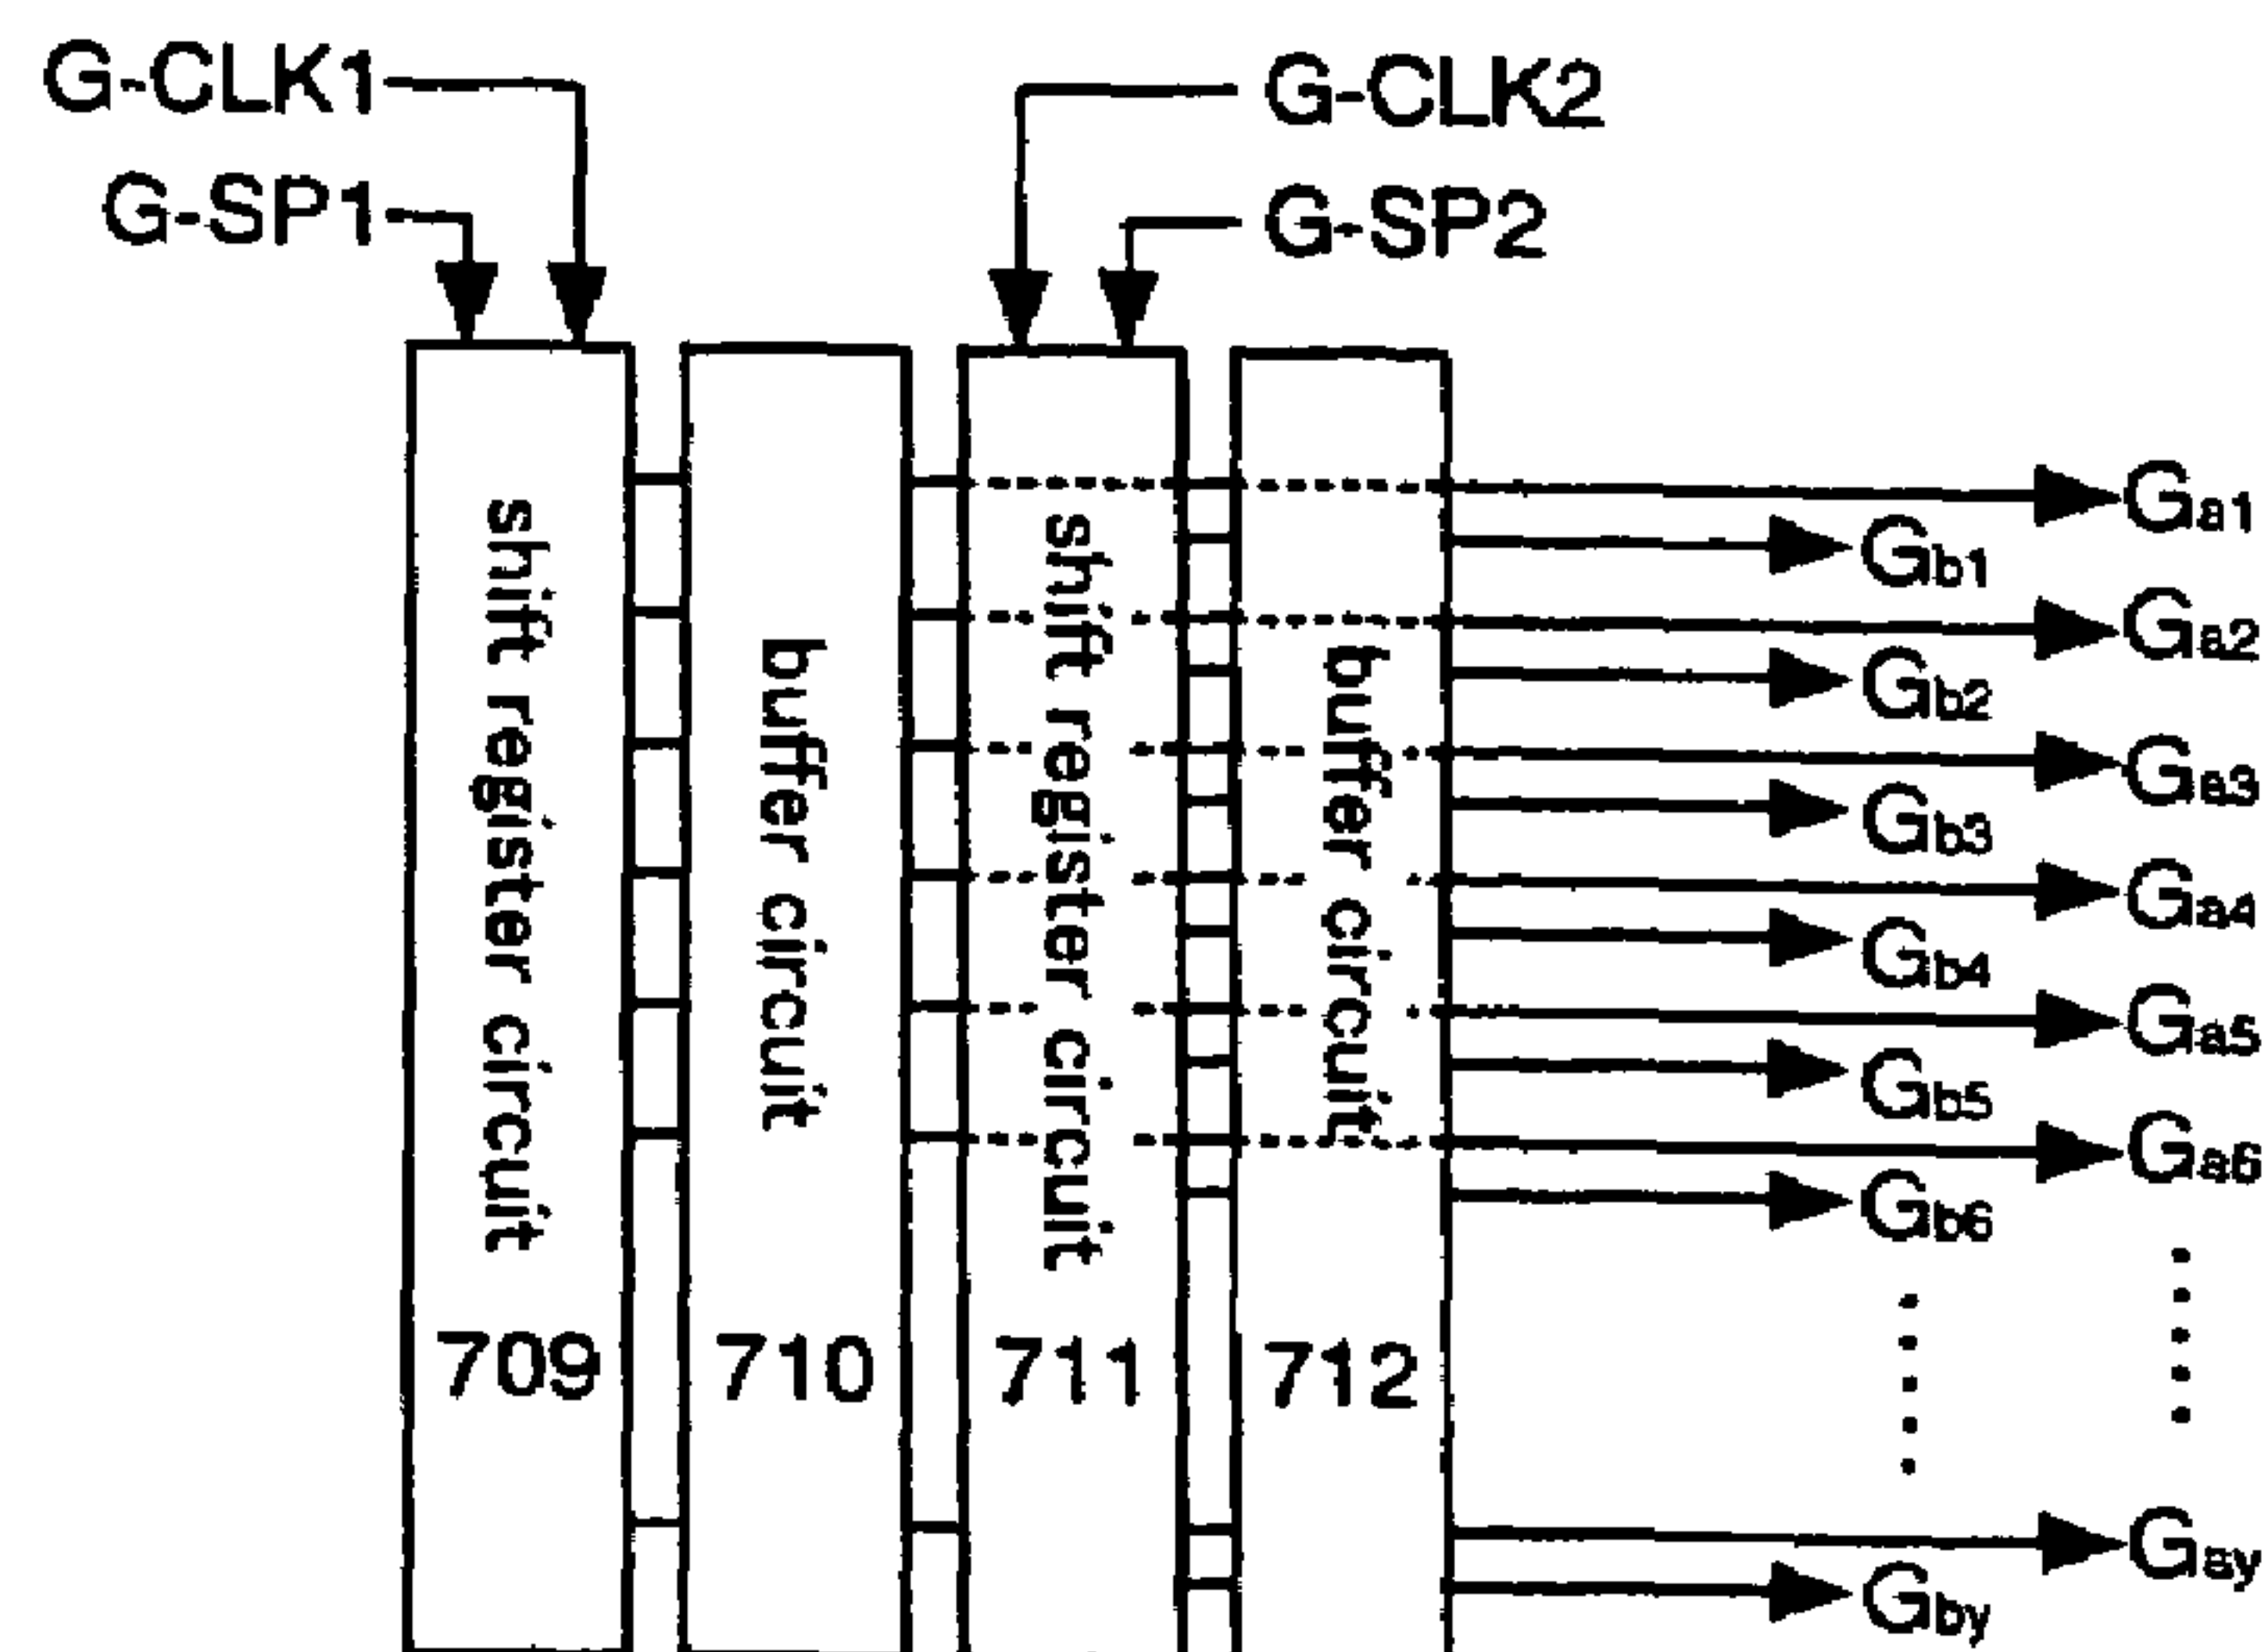 G-CLK1
G-SP1
G-CLK2
G-SP2
shift register circuit
709
buffer circuit
710
shift register circuit
711
buffer circuit
712
Ga1
Gb1
Ga2
Gb2
Ga3
Gb3
Ga4
Gb4
Ga5
Gb5
Ga6
Gb6
Gay
Gby